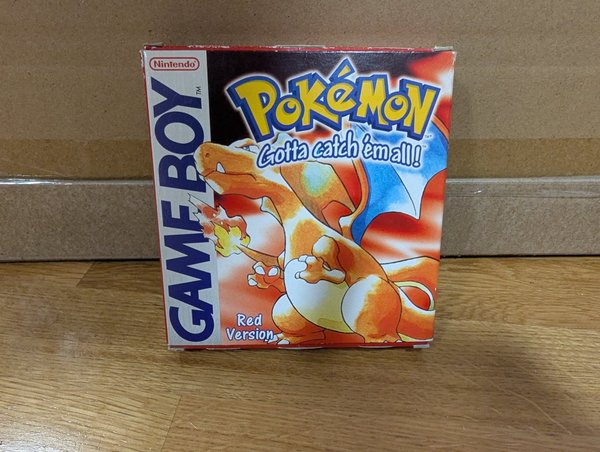 Nintendo
GAME BOY
TM
POKéMON
Gotta catch 'em all!
Red
Version